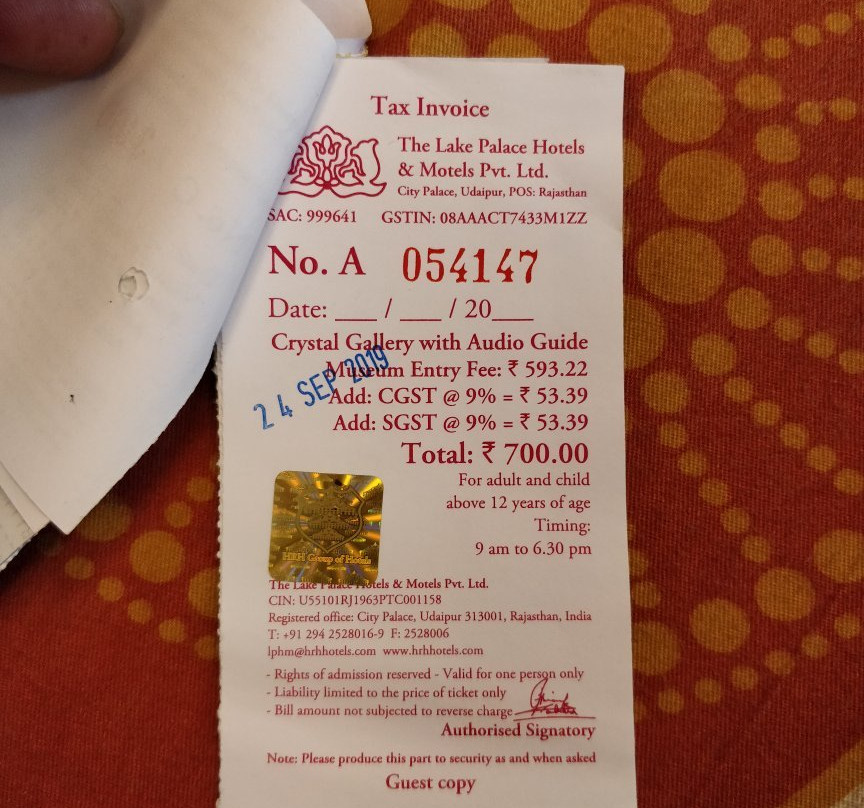 Tax Invoice
The Lake Palace Hotels
& Motels Pvt. Ltd.
City Palace, Udaipur, POS: Rajasthan
SAC: 999641 GSTIN: 08AAACT7433M1ZZ
No. A 054147
Date: ___ / ___ / 20___
Crystal Gallery with Audio Guide
24 SEP 2019
Museum Entry Fee: ₹ 593.22
Add: CGST @ 9% = ₹ 53.39
Add: SGST @ 9% = ₹ 53.39
Total: ₹ 700.00
For adult and child
above 12 years of age
Timing:
9 am to 6.30 pm
HRH Group of Hotels
The Lake Palace Hotels & Motels Pvt. Ltd.
CIN: U55101RJ1963PTC001158
Registered office: City Palace, Udaipur 313001, Rajasthan, India
T: +91 294 2528016-9 F: 2528006
lphm@hrhhotels.com www.hrhhotels.com
- Rights of admission reserved - Valid for one person only
- Liability limited to the price of ticket only
- Bill amount not subjected to reverse charge
Authorised Signatory
Note: Please produce this part to security as and when asked
Guest copy